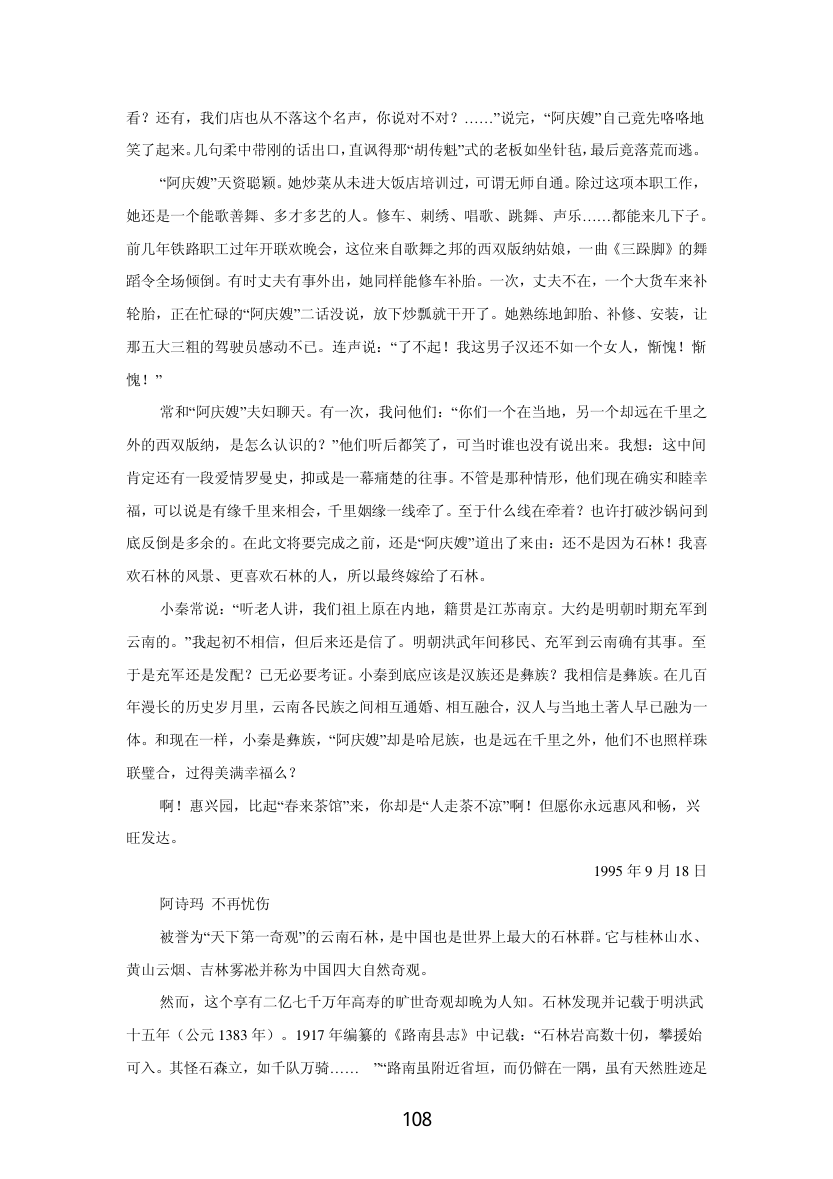 看？还有，我们店也从不落这个名声，你说对不对？……”说完，“阿庆嫂”自己竟先咯咯地
笑了起来。几句柔中带刚的话出口，直讽得那“胡传魁”式的老板如坐针毡，最后竟落荒而逃。
“阿庆嫂”天资聪颖。她炒菜从未进大饭店培训过，可谓无师自通。除过这项本职工作，
她还是一个能歌善舞、多才多艺的人。修车、刺绣、唱歌、跳舞、声乐……都能来几下子。
前几年铁路职工过年开联欢晚会，这位来自歌舞之邦的西双版纳姑娘，一曲《三跺脚》的舞
蹈令全场倾倒。有时丈夫有事外出，她同样能修车补胎。一次，丈夫不在，一个大货车来补
轮胎，正在忙碌的“阿庆嫂”二话没说，放下炒瓢就干开了。她熟练地卸胎、补修、安装，让
那五大三粗的驾驶员感动不已。连声说：“了不起！我这男子汉还不如一个女人，惭愧！惭
愧！”
常和“阿庆嫂”夫妇聊天。有一次，我问他们：“你们一个在当地，另一个却远在千里之
外的西双版纳，是怎么认识的？”他们听后都笑了，可当时谁也没有说出来。我想：这中间
肯定还有一段爱情罗曼史，抑或是一幕痛楚的往事。不管是那种情形，他们现在确实和睦幸
福，可以说是有缘千里来相会，千里姻缘一线牵了。至于什么线在牵着？也许打破沙锅问到
底反倒是多余的。在此文将要完成之前，还是“阿庆嫂”道出了来由：还不是因为石林！我喜
欢石林的风景、更喜欢石林的人，所以最终嫁给了石林。
小秦常说：“听老人讲，我们祖上原在内地，籍贯是江苏南京。大约是明朝时期充军到
云南的。”我起初不相信，但后来还是信了。明朝洪武年间移民、充军到云南确有其事。至
于是充军还是发配？已无必要考证。小秦到底应该是汉族还是彝族？我相信是彝族。在几百
年漫长的历史岁月里，云南各民族之间相互通婚、相互融合，汉人与当地土著人早已融为一
体。和现在一样，小秦是彝族，“阿庆嫂”却是哈尼族，也是远在千里之外，他们不也照样珠
联璧合，过得美满幸福么？
啊！惠兴园，比起“春来茶馆”来，你却是“人走茶不凉”啊！但愿你永远惠风和畅，兴
旺发达。
1995 年 9 月 18 日
阿诗玛 不再忧伤
被誉为“天下第一奇观”的云南石林，是中国也是世界上最大的石林群。它与桂林山水、
黄山云烟、吉林雾凇并称为中国四大自然奇观。
然而，这个享有二亿七千万年高寿的旷世奇观却晚为人知。石林发现并记载于明洪武
十五年（公元 1383 年）。1917 年编纂的《路南县志》中记载：“石林岩高数十仞，攀援始
可入。其怪石森立，如千队万骑…… ”“路南虽附近省垣，而仍僻在一隅，虽有天然胜迹足
108